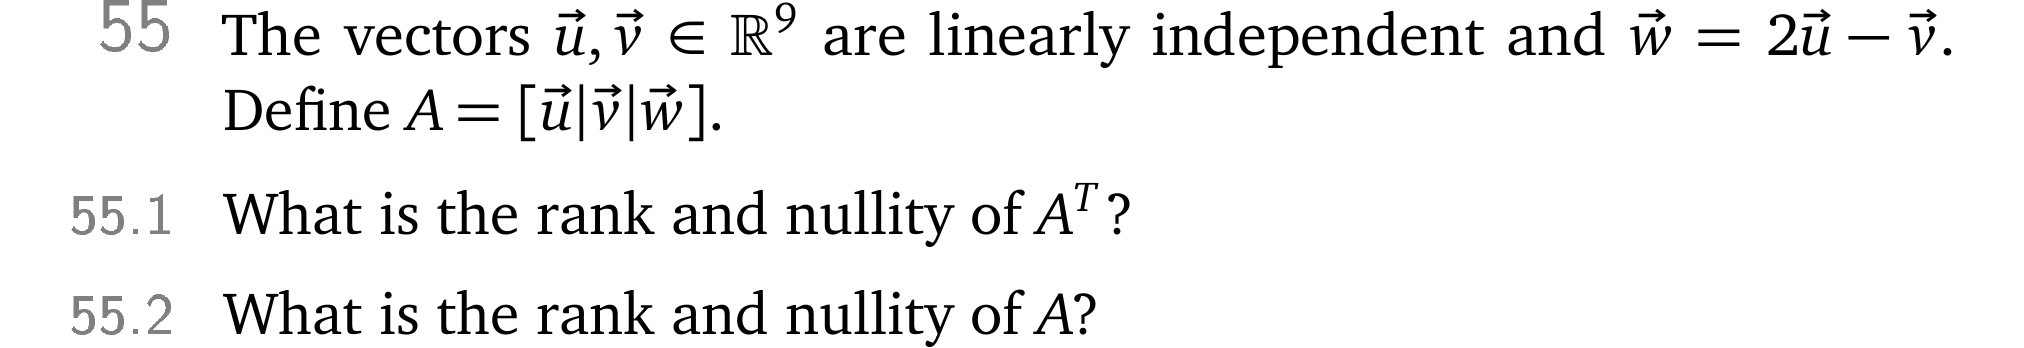 55 The vectors $\vec{u}, \vec{v} \in \mathbb{R}^9$ are linearly independent and $\vec{w} = 2\vec{u} - \vec{v}$.
Define $A = [\vec{u}|\vec{v}|\vec{w}]$.
55.1 What is the rank and nullity of $A^T$?
55.2 What is the rank and nullity of $A$?